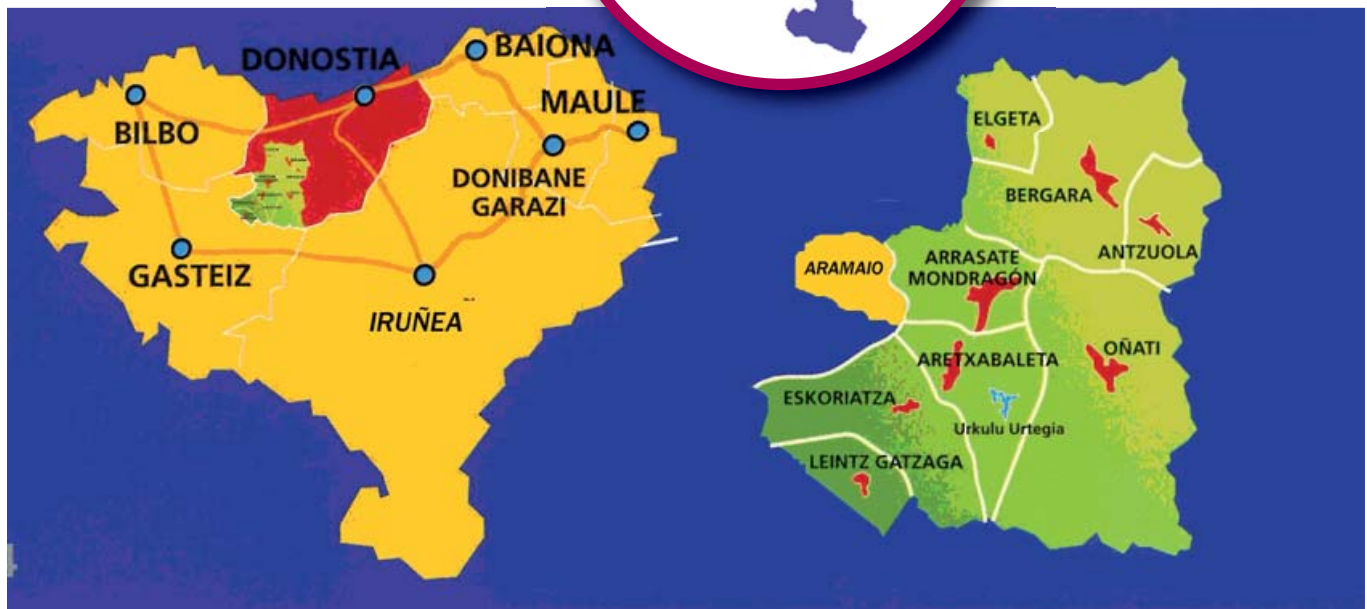 DONOSTIA
BAIONA
BILBO
MAULE
DONIBANE
GARAZI
GASTEIZ
IRUÑEA
ELGETA
BERGARA
ANTZUOLA
ARAMAIO
ARRASATE
MONDRAGÓN
ARETXABALETA
OÑATI
ESKORIATZA
Urkulu Urtegia
LEINTZ GATZAGA